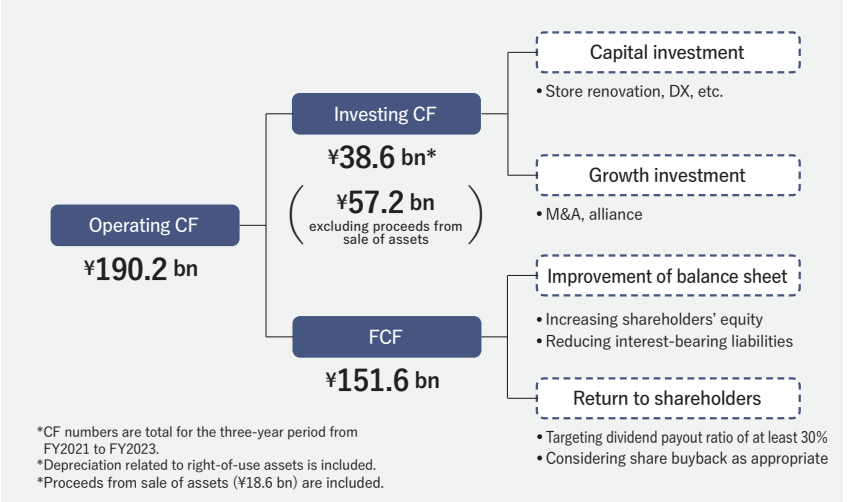 Operating CF
¥190.2 bn
Investing CF
¥38.6 bn*
(¥57.2 bn
excluding proceeds from
sale of assets)
Capital investment
• Store renovation, DX, etc.
Growth investment
• M&A, alliance
FCF
¥151.6 bn
Improvement of balance sheet
• Increasing shareholders’ equity
• Reducing interest-bearing liabilities
Return to shareholders
• Targeting dividend payout ratio of at least 30%
• Considering share buyback as appropriate
*CF numbers are total for the three-year period from
FY2021 to FY2023.
*Depreciation related to right-of-use assets is included.
*Proceeds from sale of assets (¥18.6 bn) are included.